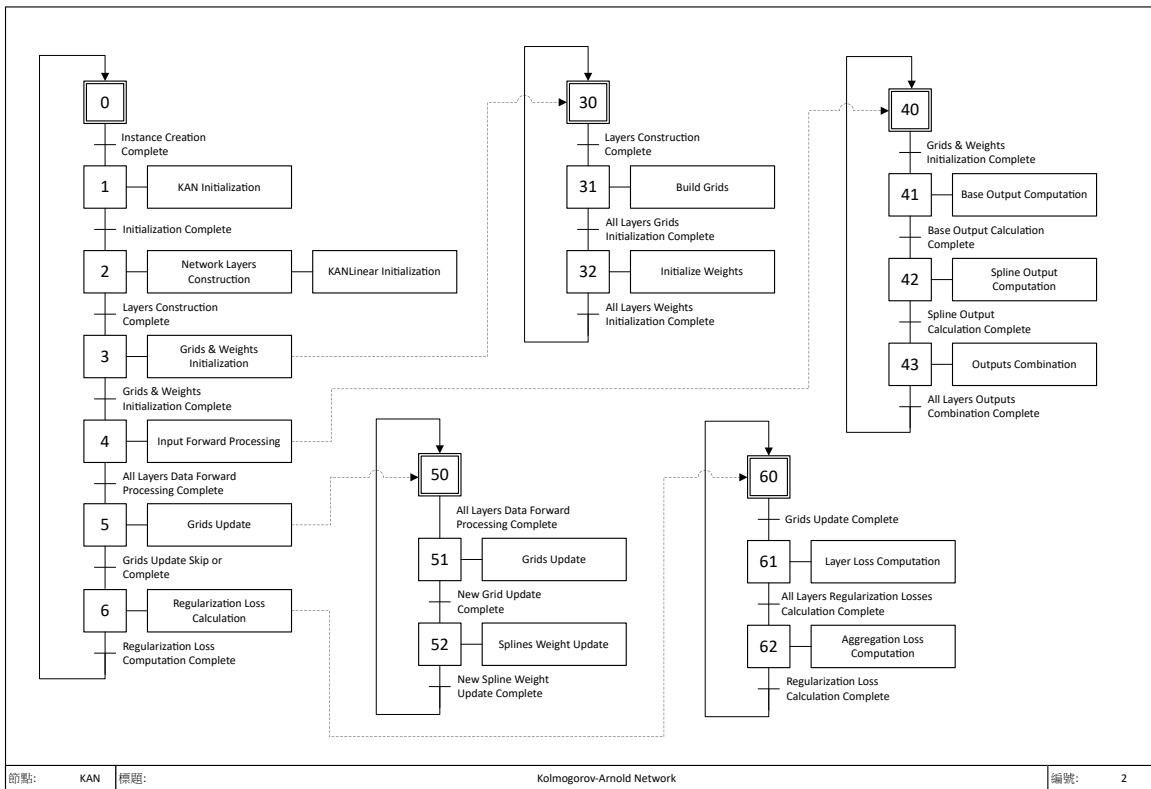 0
Instance Creation
Complete
1
KAN Initialization
Initialization Complete
2
Network Layers
Construction
KANLinear Initialization
Layers Construction
Complete
3
Grids & Weights
Initialization
Grids & Weights
Initialization Complete
4
Input Forward Processing
All Layers Data Forward
Processing Complete
5
Grids Update
Grids Update Skip or
Complete
6
Regularization Loss
Calculation
Regularization Loss
Computation Complete
30
Layers Construction
Complete
31
Build Grids
All Layers Grids
Initialization Complete
32
Initialize Weights
All Layers Weights
Initialization Complete
40
Grids & Weights
Initialization Complete
41
Base Output Computation
Base Output Calculation
Complete
42
Spline Output
Computation
Spline Output
Calculation Complete
43
Outputs Combination
All Layers Outputs
Combination Complete
50
All Layers Data Forward
Processing Complete
51
Grids Update
New Grid Update
Complete
52
Splines Weight Update
New Spline Weight
Update Complete
60
Grids Update Complete
61
Layer Loss Computation
All Layers Regularization Losses
Calculation Complete
62
Aggregation Loss
Computation
Regularization Loss
Calculation Complete
節點: KAN 標題: Kolmogorov-Arnold Network 編號: 2